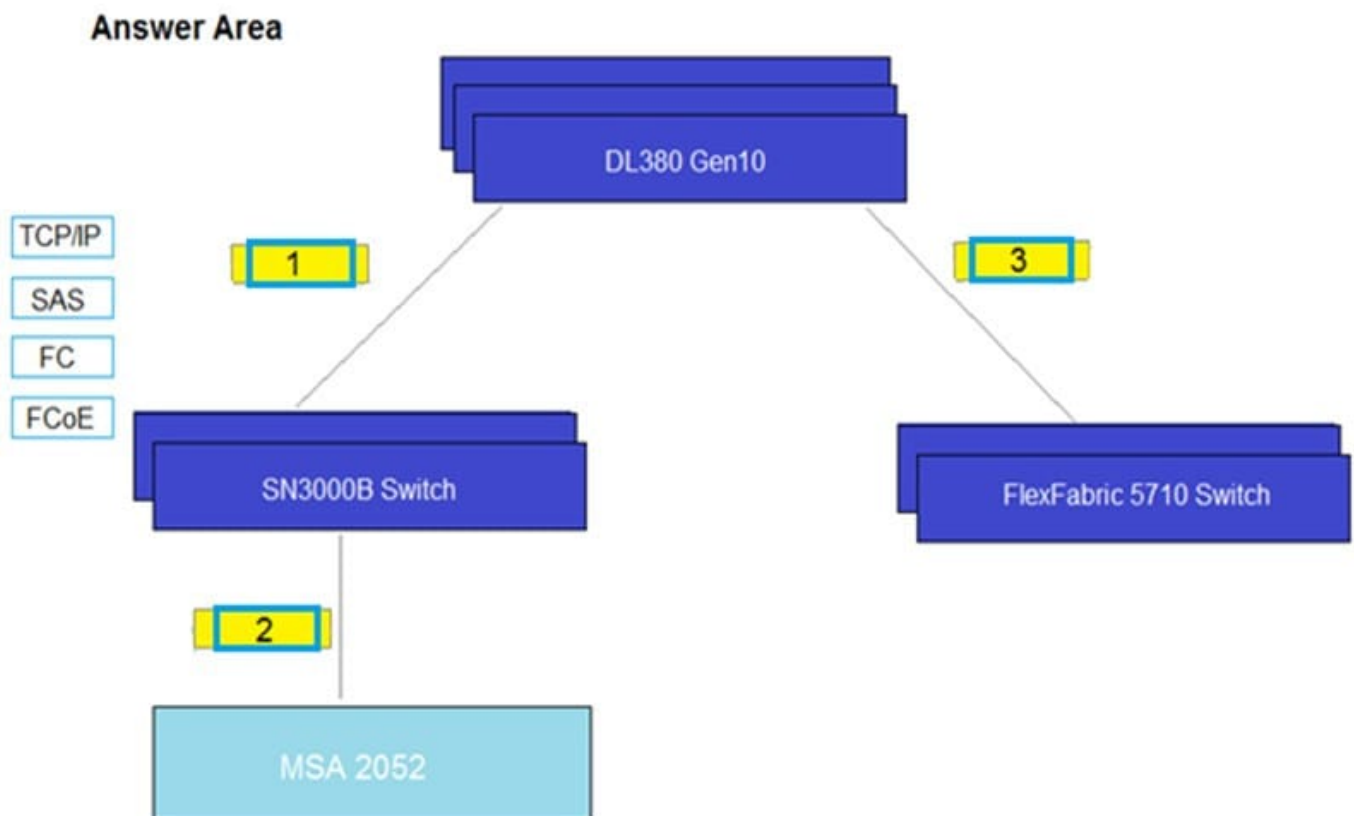 Answer Area
DL380 Gen10
TCP/IP
SAS
FC
FCoE
1
3
SN3000B Switch
FlexFabric 5710 Switch
2
MSA 2052